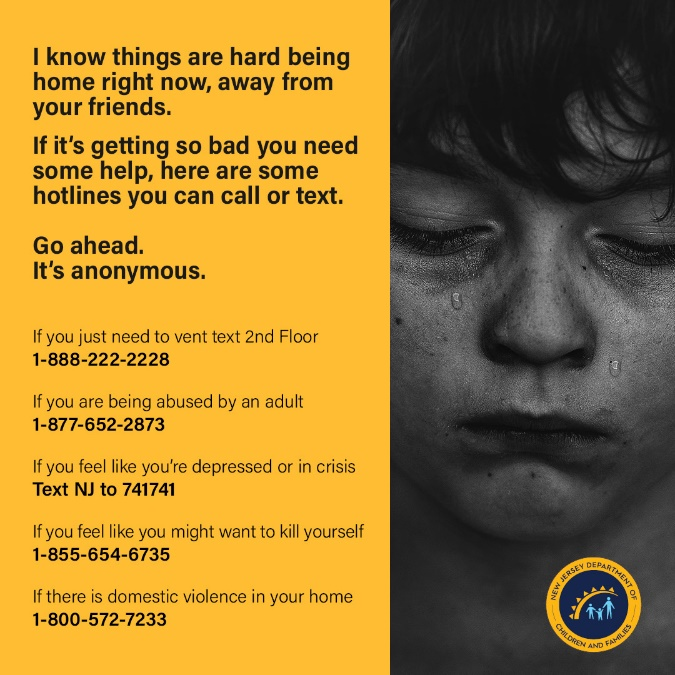 I know things are hard being
home right now, away from
your friends.
If it's getting so bad you need
some help, here are some
hotlines you can call or text.
Go ahead.
It's anonymous.
If you just need to vent text 2nd Floor
1-888-222-2228
If you are being abused by an adult
1-877-652-2873
If you feel like you're depressed or in crisis
Text NJ to 741741
If you feel like you might want to kill yourself
1-855-654-6735
If there is domestic violence in your home
1-800-572-7233
NEW JERSEY DEPARTMENT OF
CHILDREN AND FAMILIES